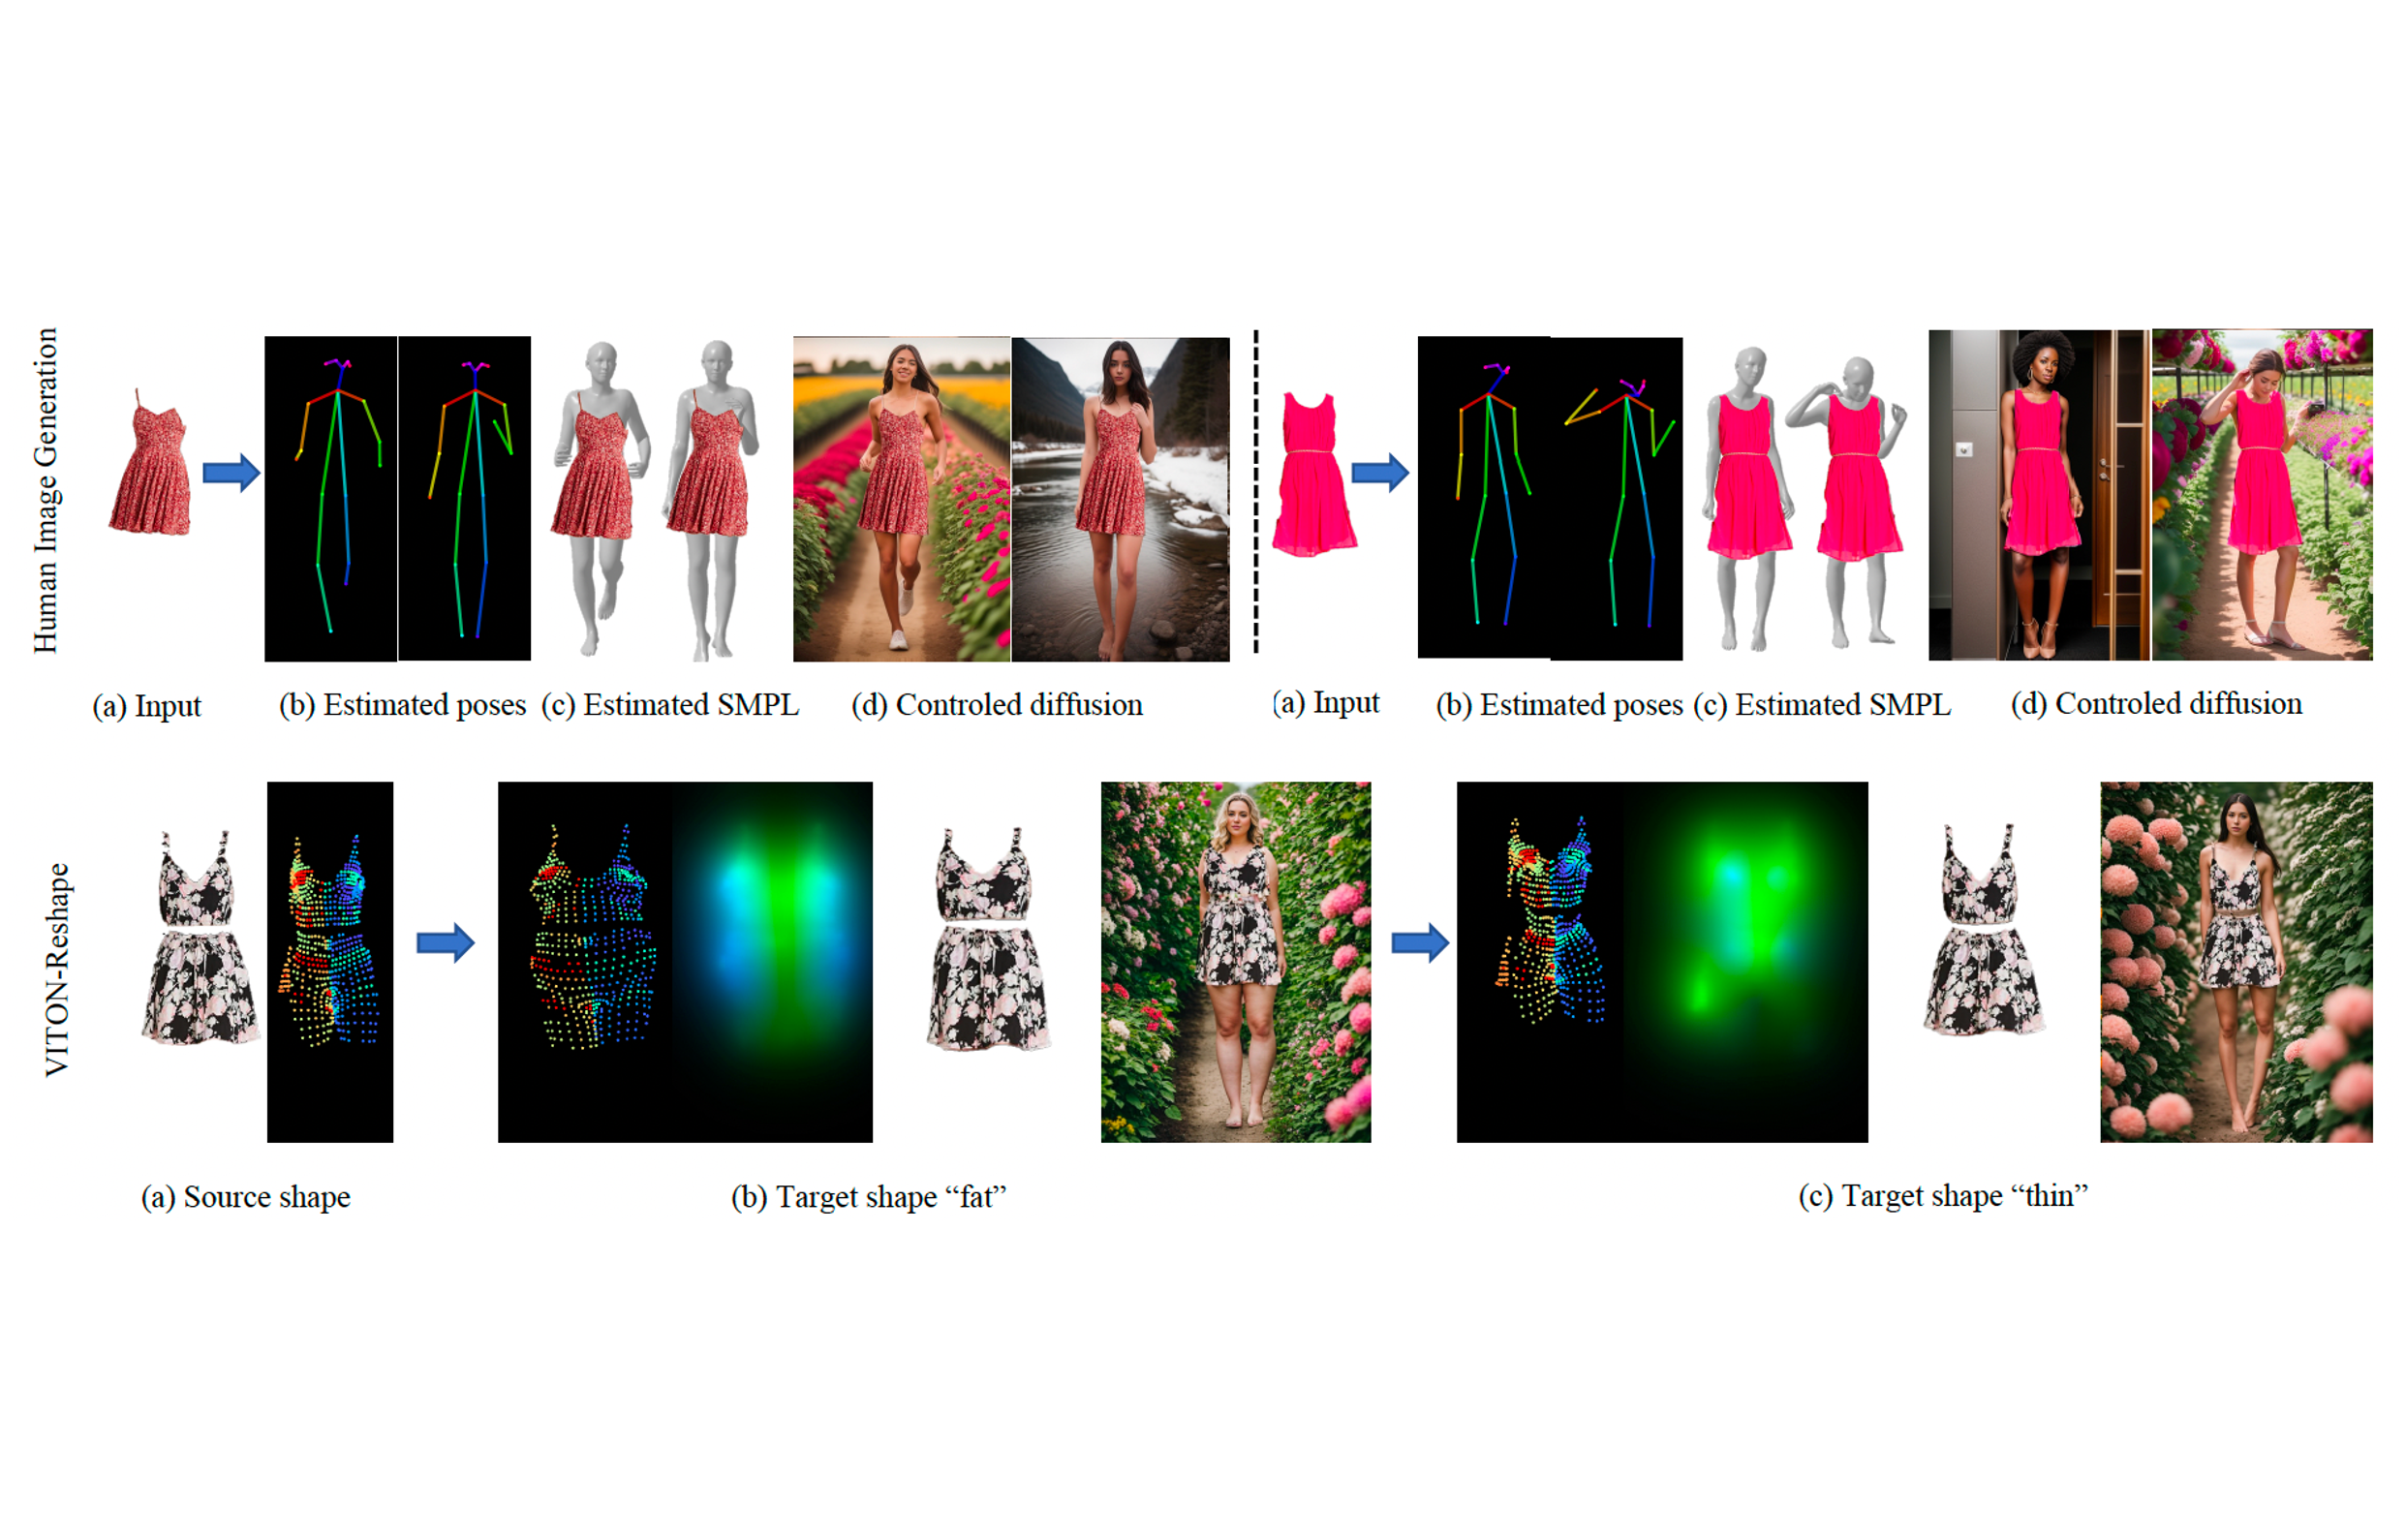 Human Image Generation
(a) Input
(b) Estimated poses
(c) Estimated SMPL
(d) Controled diffusion
(a) Input
(b) Estimated poses
(c) Estimated SMPL
(d) Controled diffusion
VITON-Reshape
(a) Source shape
(b) Target shape “fat”
(c) Target shape “thin”